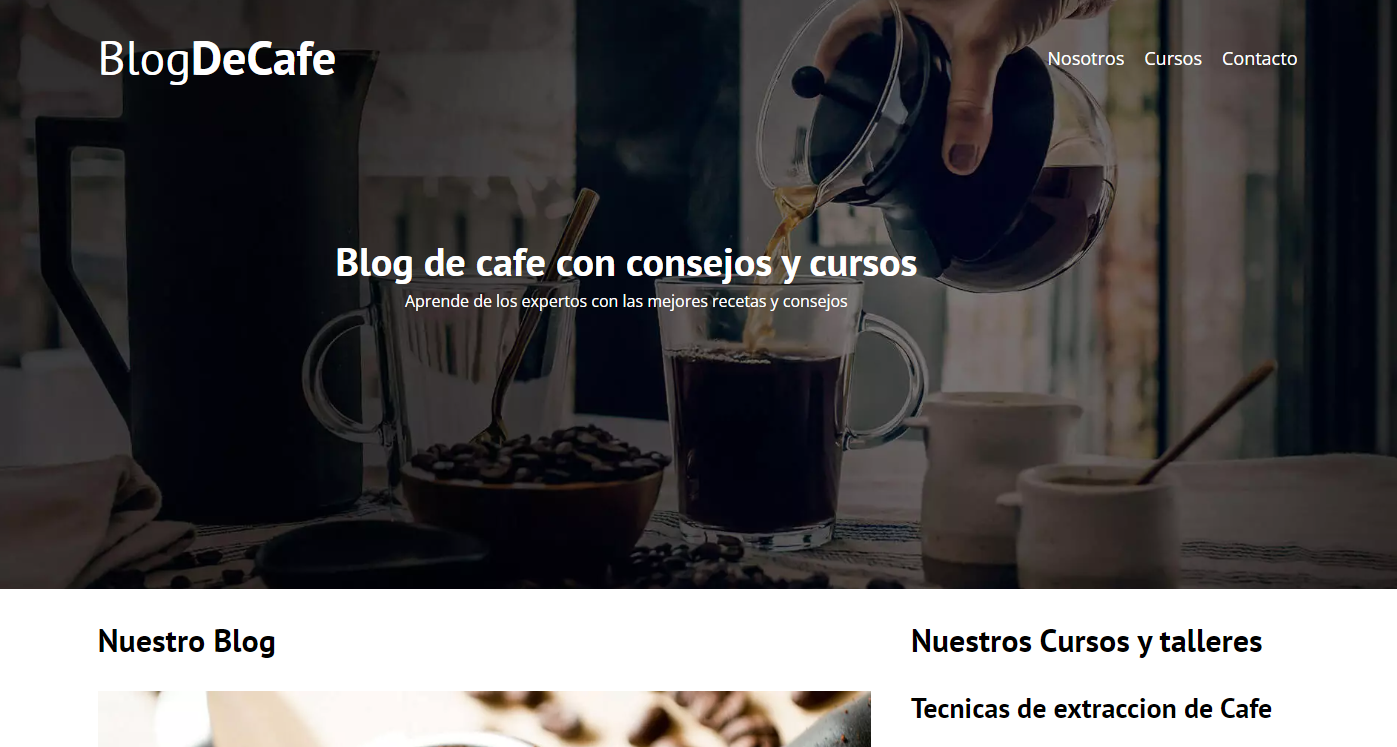 BlogDeCafe
Nosotros Cursos Contacto
Blog de cafe con consejos y cursos
Aprende de los expertos con las mejores recetas y consejos
Nuestro Blog
Nuestros Cursos y talleres
Tecnicas de extraccion de Cafe